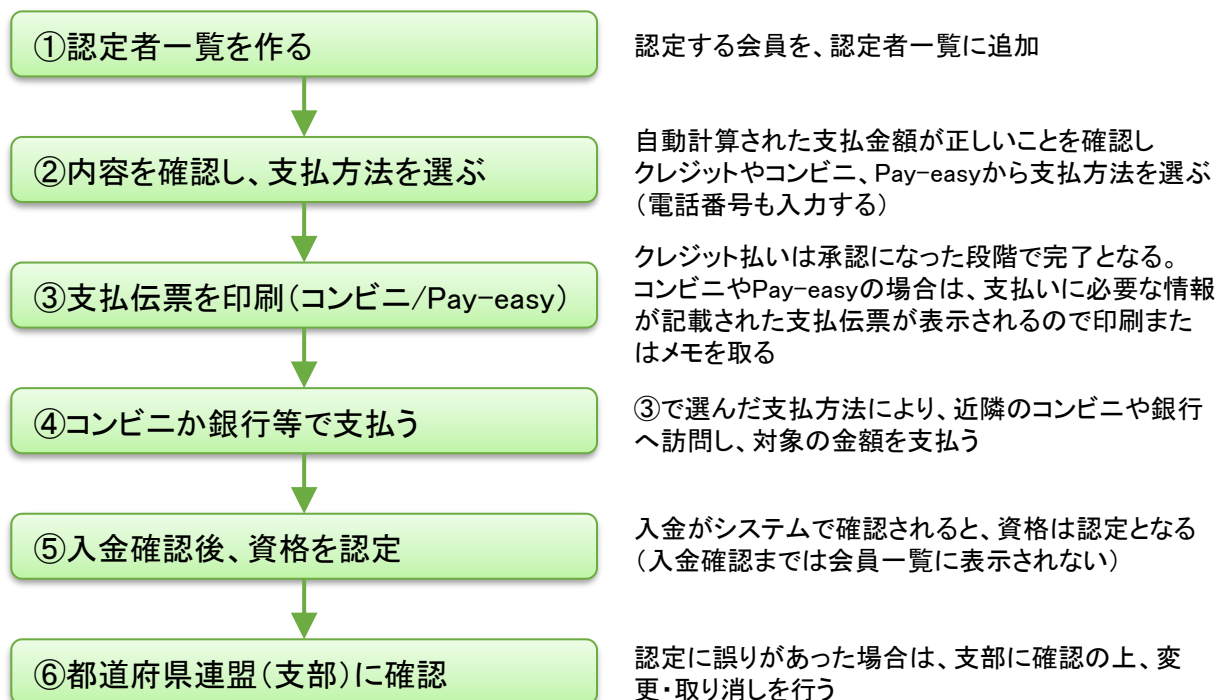 ①認定者一覧を作る
認定する会員を、認定者一覧に追加
②内容を確認し、支払方法を選ぶ
自動計算された支払金額が正しいことを確認し
クレジットやコンビニ、Pay-easyから支払方法を選ぶ
（電話番号も入力する）
③支払伝票を印刷（コンビニ/Pay-easy）
クレジット払いは承認になった段階で完了となる。
コンビニやPay-easyの場合は、支払いに必要な情報
が記載された支払伝票が表示されるので印刷また
はメモを取る
④コンビニか銀行等で支払う
③で選んだ支払方法により、近隣のコンビニや銀行
へ訪問し、対象の金額を支払う
⑤入金確認後、資格を認定
入金がシステムで確認されると、資格は認定となる
（入金確認までは会員一覧に表示されない）
⑥都道府県連盟（支部）に確認
認定に誤りがあった場合は、支部に確認の上、変
更・取り消しを行う